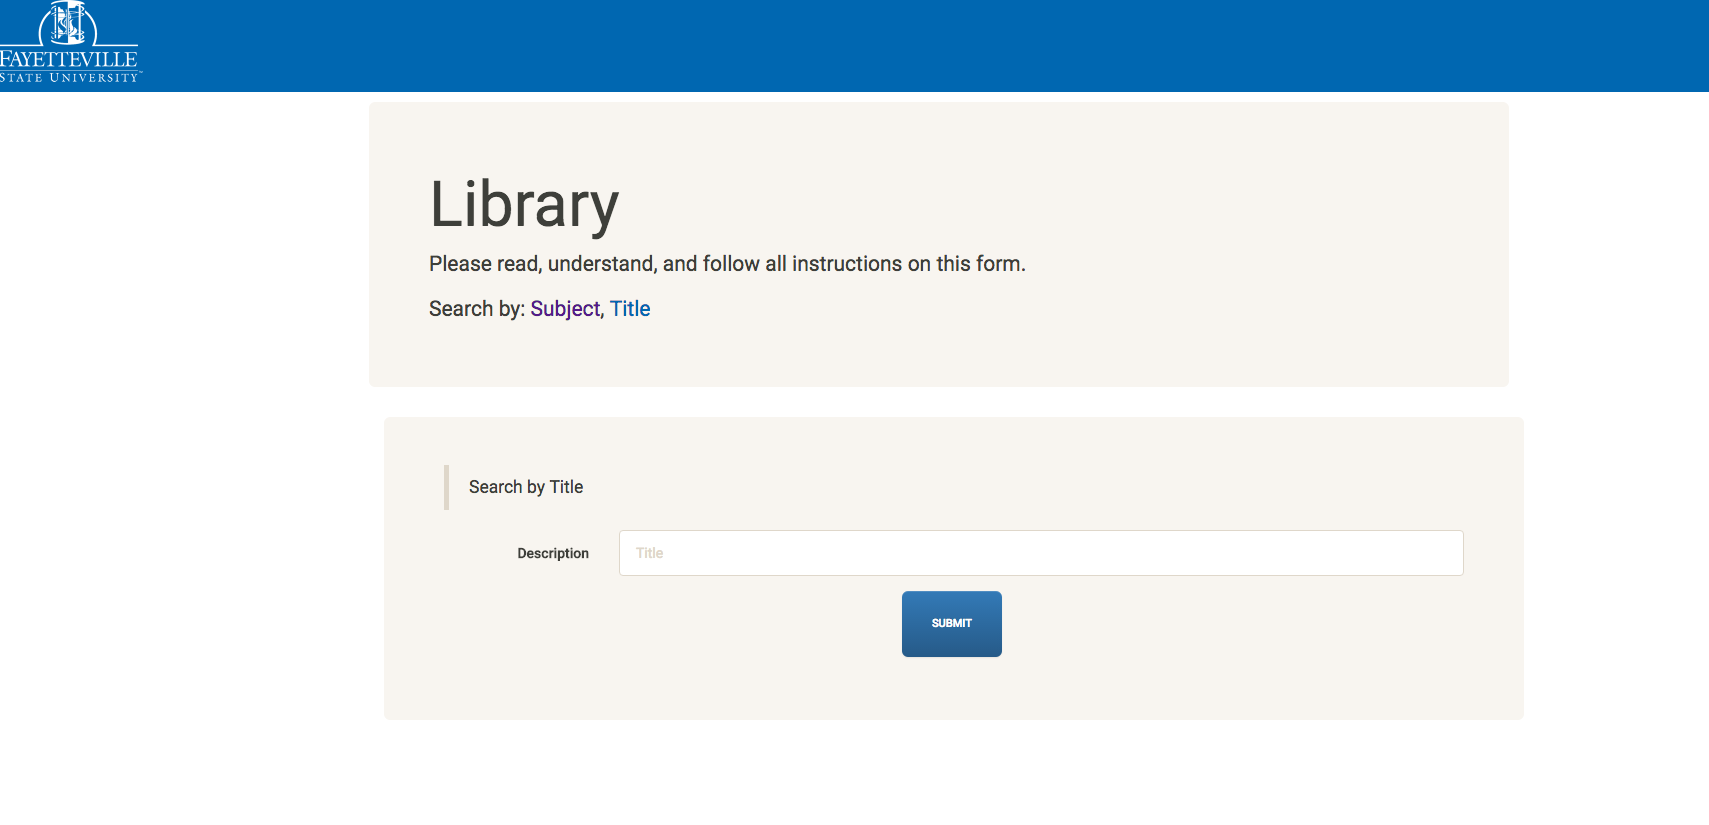 FAYETTEVILLE
STATE UNIVERSITY
Library
Please read, understand, and follow all instructions on this form.
Search by: Subject, Title
Search by Title
Description Title
SUBMIT